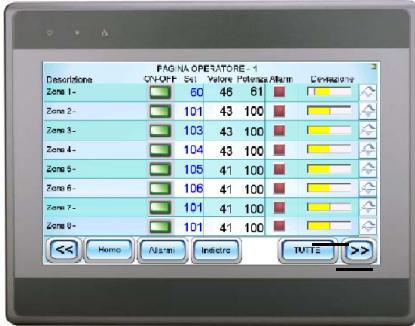 PAGINA OPERATORE - 1
Descrizione ON-OFF Set Valore Potenza Allarm Deviazione
Zona 1- 60 46 61
Zona 2- 101 43 100
Zona 3- 103 43 100
Zona 4- 104 43 100
Zona 5- 105 41 100
Zona 6- 106 41 100
Zona 7- 101 41 100
Zona 8- 101 41 100
<< Home Allarmi Indietro TUTTE >>